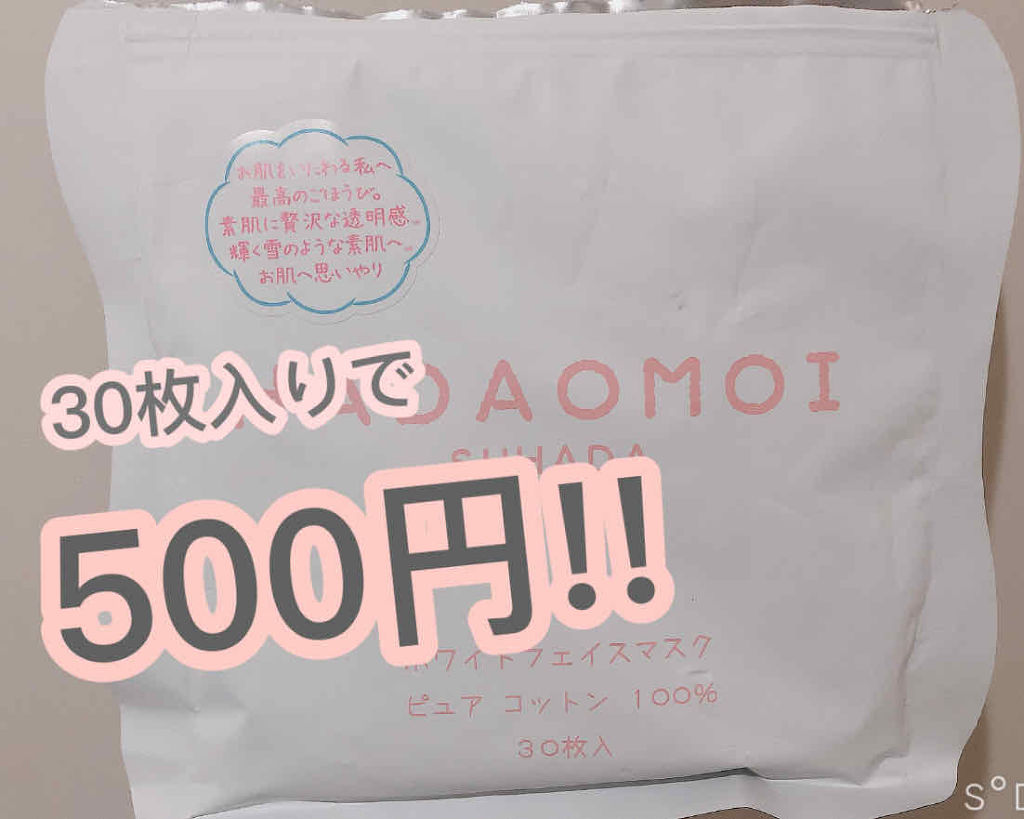 お肌をいたわる私へ
最高のごほうび。
素肌に贅沢な透明感…
輝く雪のような素肌へ…
お肌へ思いやり
30枚入りで
HADAOMOI
SUHADA
500円!!
ホワイトフェイスマスク
ピュア コットン 100%
30枚入